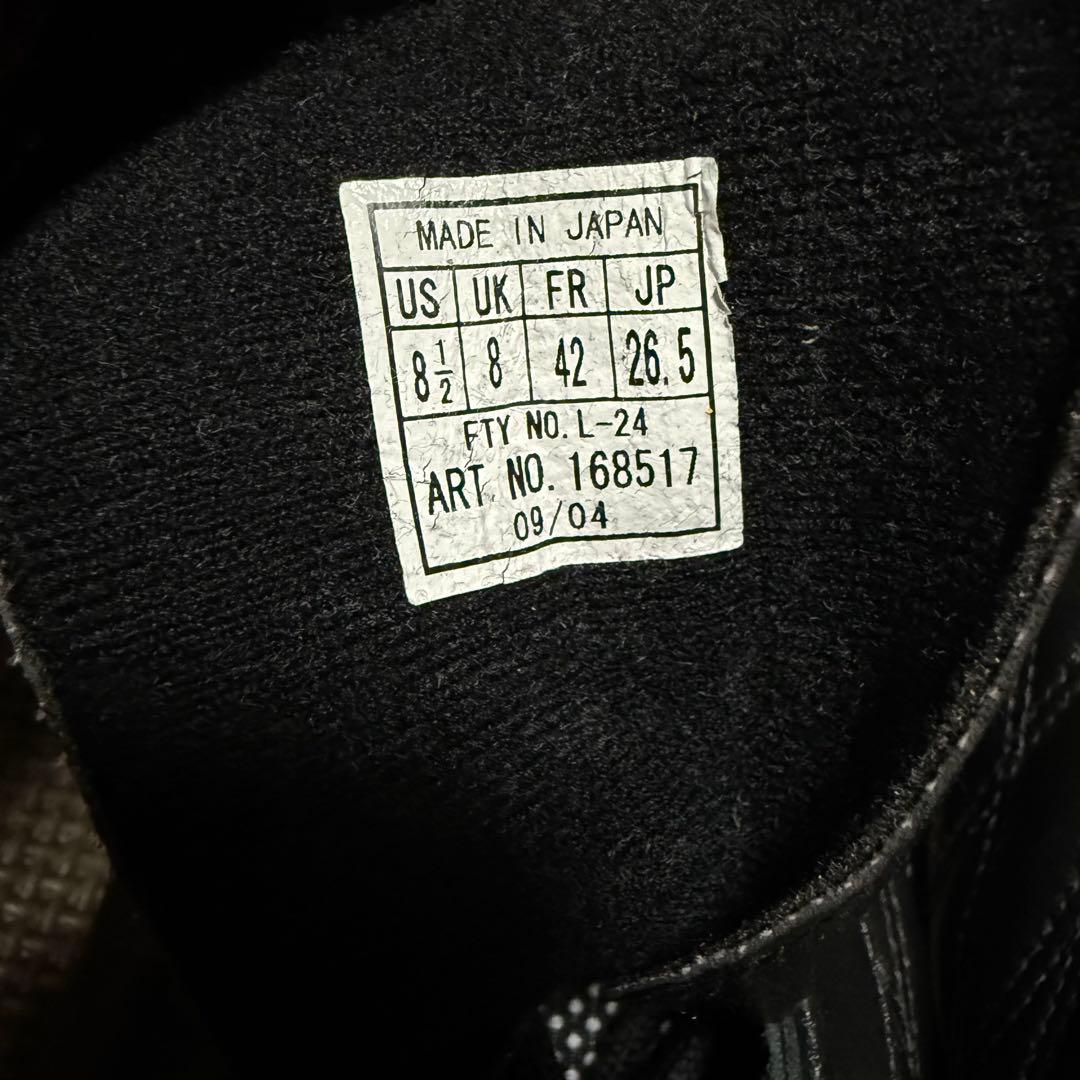 MADE IN JAPAN
US UK FR JP
8 1/2 8 42 26.5
FTY NO. L-24
ART NO. 168517
09/04